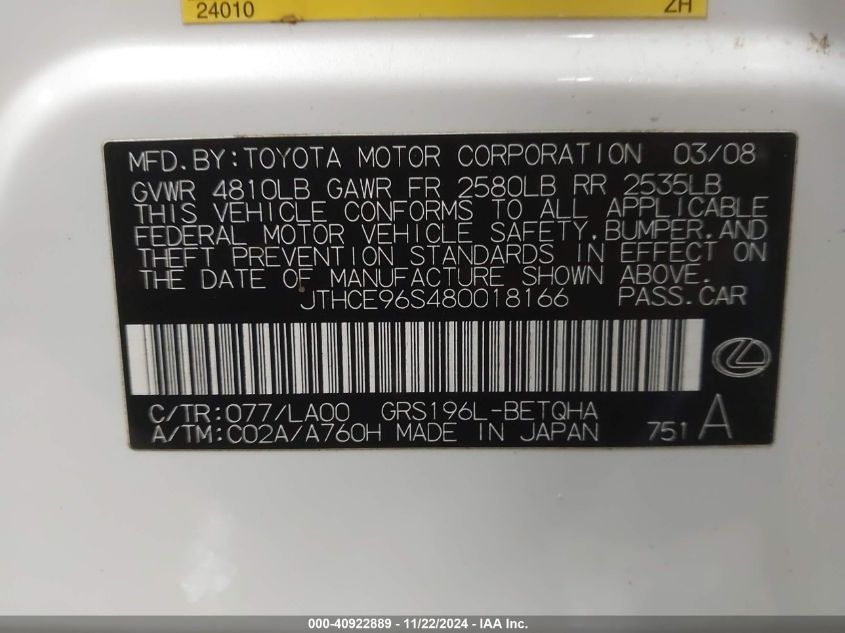 24010 ZH
MFD.BY:TOYOTA MOTOR CORPORATION 03/08
GVWR 4810LB GAWR FR 2580LB RR 2535LB
THIS VEHICLE CONFORMS TO ALL APPLICABLE
FEDERAL MOTOR VEHICLE SAFETY,BUMPER,AND
THEFT PREVENTION STANDARDS IN EFFECT ON
THE DATE OF MANUFACTURE SHOWN ABOVE.
JTHCE96S480018166 PASS.CAR
C/TR:077/LA00 GRS196L-BETQHA
A/TM:C02A/A760H MADE IN JAPAN 751 A
000-40922889 - 11/22/2024 - IAA Inc.